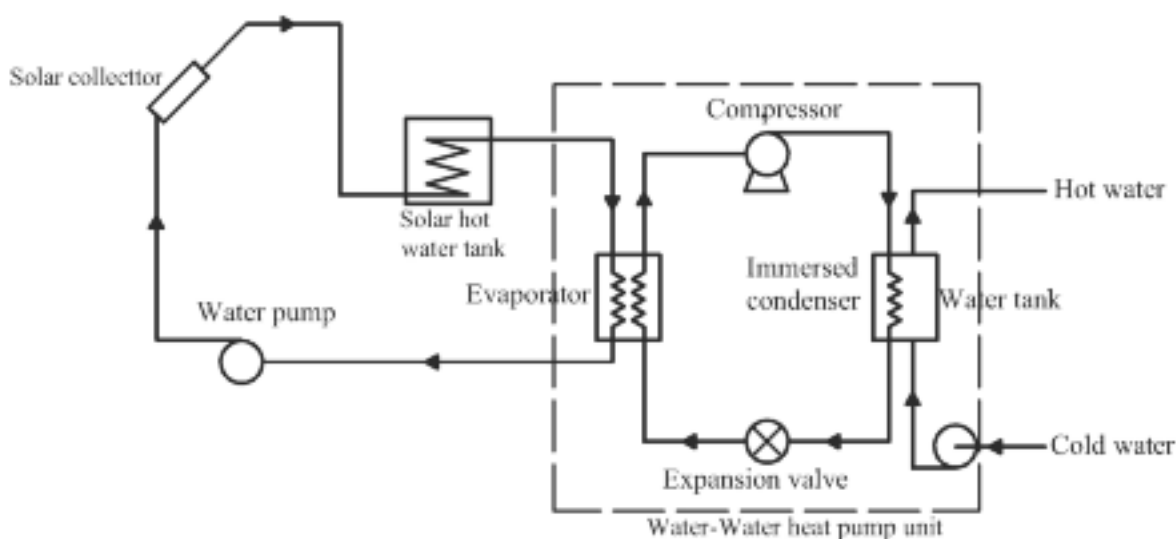 Solar collecttor
Compressor
Hot water
Solar hot
water tank
Evaporator
Immersed
condenser
Water tank
Water pump
Cold water
Expansion valve
Water-Water heat pump unit